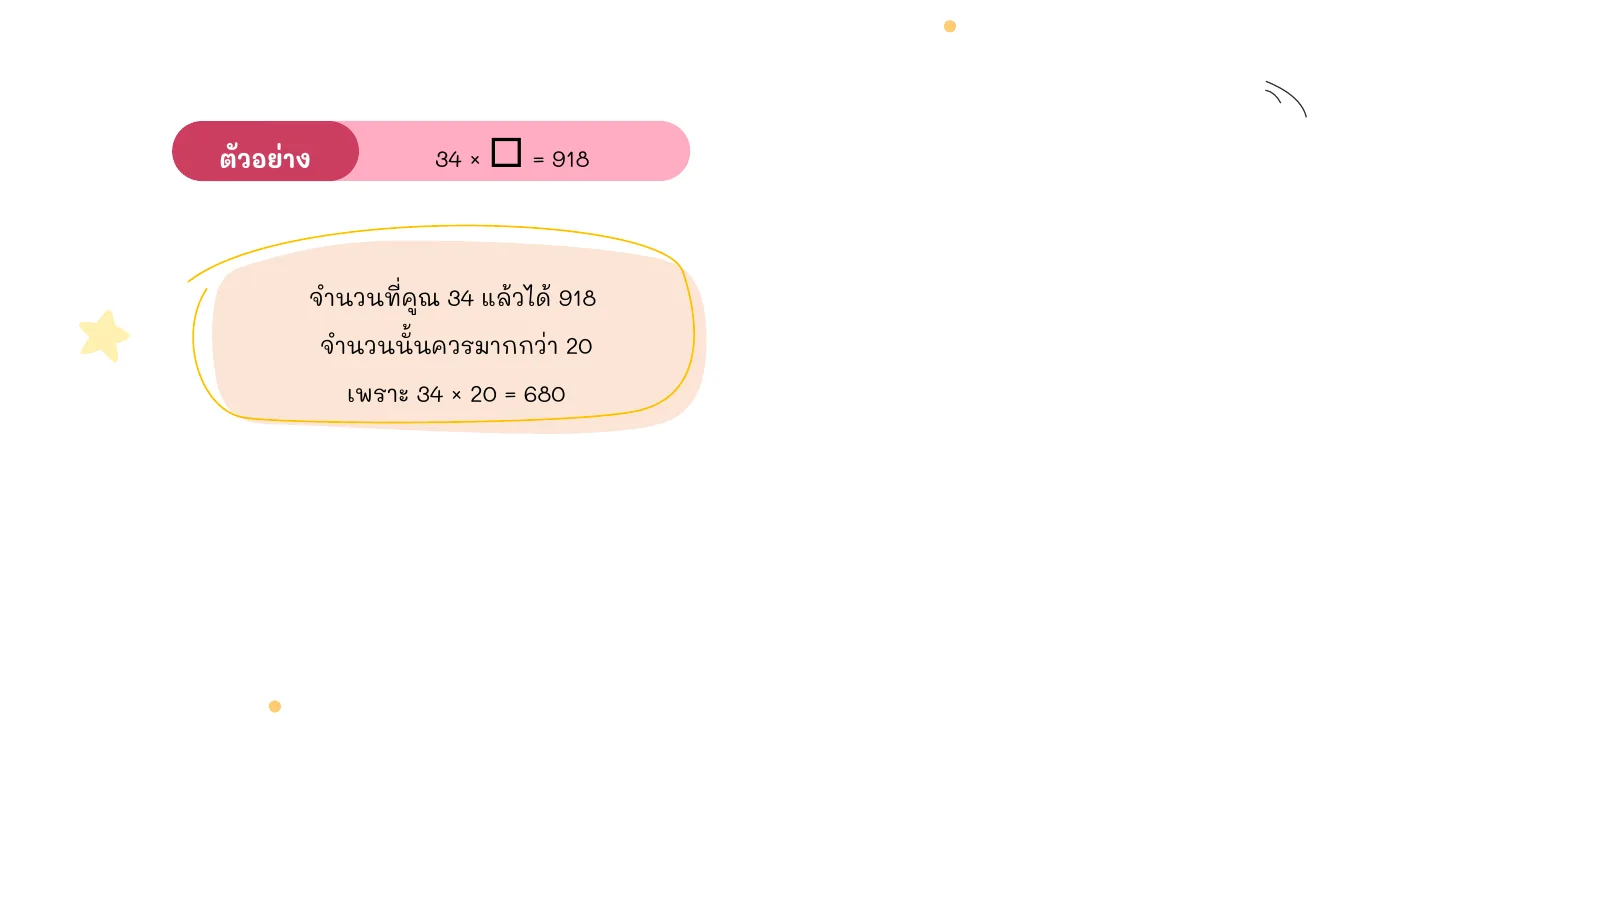 ตัวอย่าง 34 × □ = 918
จำนวนที่คูณ 34 แล้วได้ 918
จำนวนนั้นควรมากกว่า 20
เพราะ 34 × 20 = 680